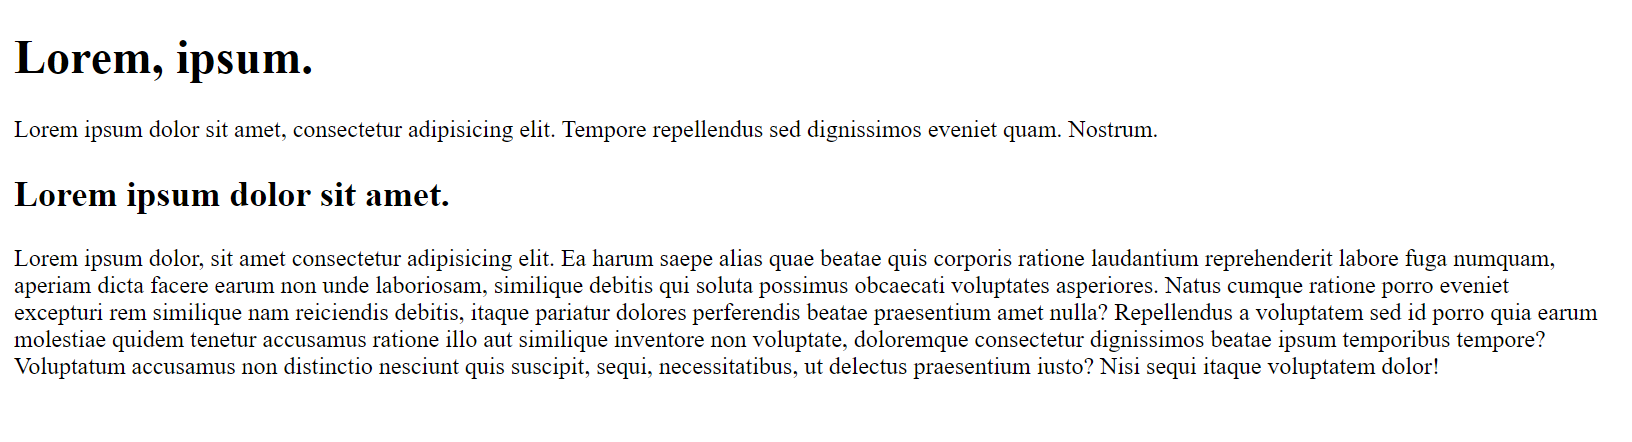 Lorem, ipsum.
Lorem ipsum dolor sit amet, consectetur adipisicing elit. Tempore repellendus sed dignissimos eveniet quam. Nostrum.
Lorem ipsum dolor sit amet.
Lorem ipsum dolor, sit amet consectetur adipisicing elit. Ea harum saepe alias quae beatae quis corporis ratione laudantium reprehenderit labore fuga numquam,
aperiam dicta facere earum non unde laboriosam, similique debitis qui soluta possimus obcaecati voluptates asperiores. Natus cumque ratione porro eveniet
excepturi rem similique nam reiciendis debitis, itaque pariatur dolores perferendis beatae praesentium amet nulla? Repellendus a voluptatem sed id porro quia earum
molestiae quidem tenetur accusamus ratione illo aut similique inventore non voluptate, doloremque consectetur dignissimos beatae ipsum temporibus tempore?
Voluptatum accusamus non distinctio nesciunt quis suscipit, sequi, necessitatibus, ut delectus praesentium iusto? Nisi sequi itaque voluptatem dolor!